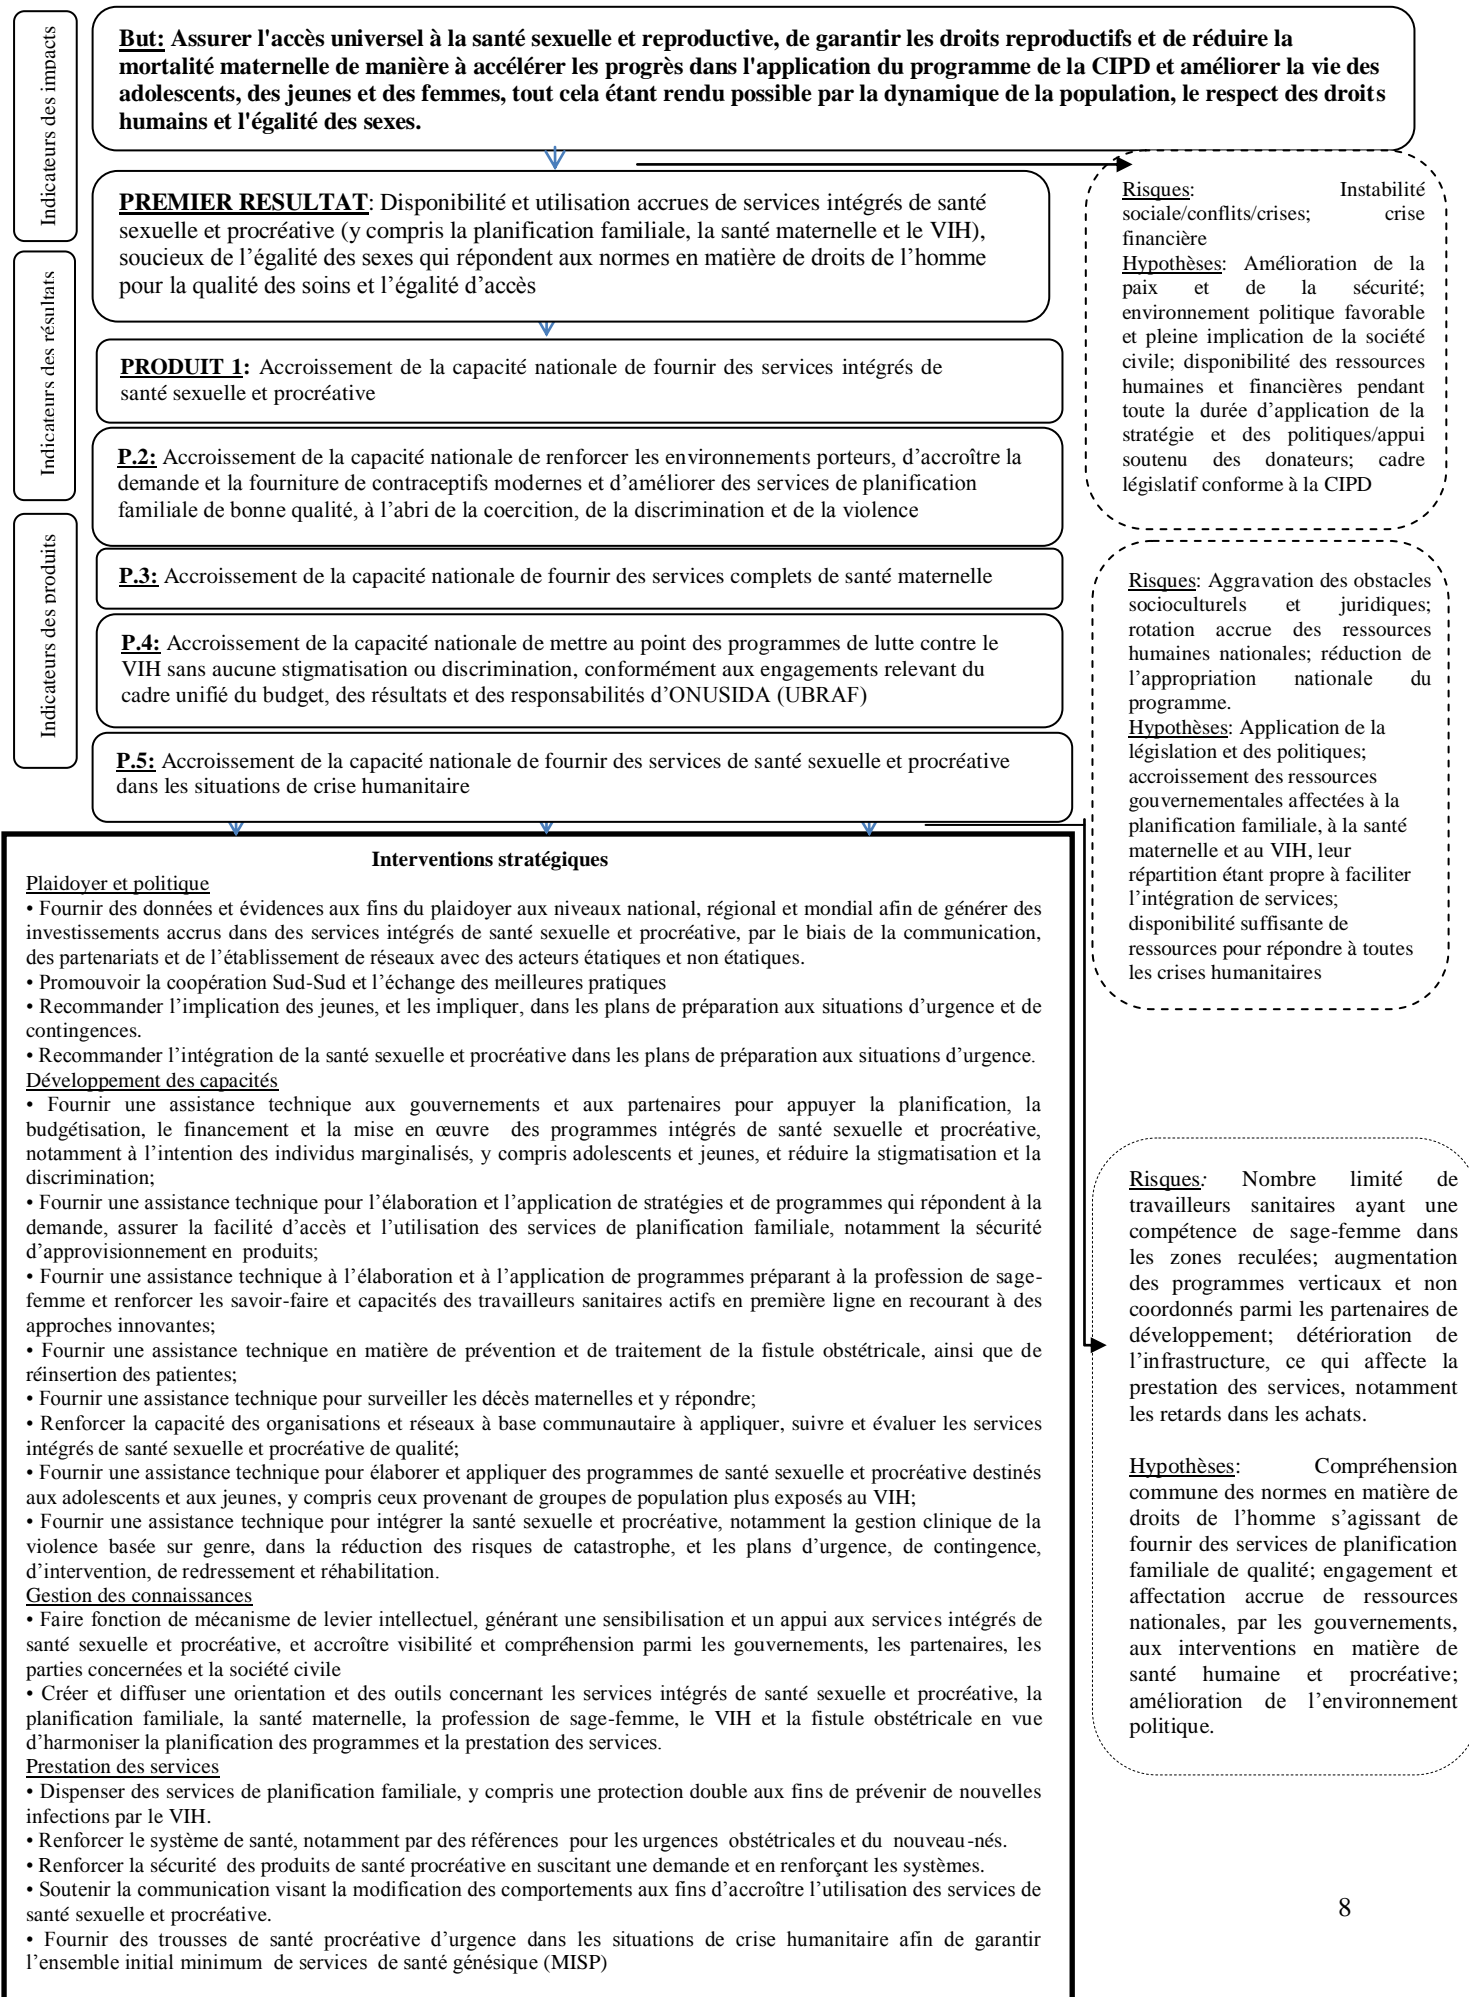 Indicateurs des impacts
But: Assurer l'accès universel à la santé sexuelle et reproductive, de garantir les droits reproductifs et de réduire la
mortalité maternelle de manière à accélérer les progrès dans l'application du programme de la CIPD et améliorer la vie des
adolescents, des jeunes et des femmes, tout cela étant rendu possible par la dynamique de la population, le respect des droits
humains et l'égalité des sexes.
PREMIER RESULTAT: Disponibilité et utilisation accrues de services intégrés de santé
sexuelle et procréative (y compris la planification familiale, la santé maternelle et le VIH),
soucieux de l’égalité des sexes qui répondent aux normes en matière de droits de l’homme
pour la qualité des soins et l’égalité d’accès
Indicateurs des résultats
PRODUIT 1: Accroissement de la capacité nationale de fournir des services intégrés de
santé sexuelle et procréative
P.2: Accroissement de la capacité nationale de renforcer les environnements porteurs, d’accroître la
demande et la fourniture de contraceptifs modernes et d’améliorer des services de planification
familiale de bonne qualité, à l’abri de la coercition, de la discrimination et de la violence
Indicateurs des produits
P.3: Accroissement de la capacité nationale de fournir des services complets de santé maternelle
P.4: Accroissement de la capacité nationale de mettre au point des programmes de lutte contre le
VIH sans aucune stigmatisation ou discrimination, conformément aux engagements relevant du
cadre unifié du budget, des résultats et des responsabilités d’ONUSIDA (UBRAF)
P.5: Accroissement de la capacité nationale de fournir des services de santé sexuelle et procréative
dans les situations de crise humanitaire
Risques: Instabilité
sociale/conflits/crises; crise
financière
Hypothèses: Amélioration de la
paix et de la sécurité;
environnement politique favorable
et pleine implication de la société
civile; disponibilité des ressources
humaines et financières pendant
toute la durée d’application de la
stratégie et des politiques/appui
soutenu des donateurs; cadre
législatif conforme à la CIPD
Risques: Aggravation des obstacles
socioculturels et juridiques;
rotation accrue des ressources
humaines nationales; réduction de
l’appropriation nationale du
programme.
Hypothèses: Application de la
législation et des politiques;
accroissement des ressources
gouvernementales affectées à la
planification familiale, à la santé
maternelle et au VIH, leur
répartition étant propre à faciliter
l’intégration de services;
disponibilité suffisante de
ressources pour répondre à toutes
les crises humanitaires
Interventions stratégiques
Plaidoyer et politique
• Fournir des données et évidences aux fins du plaidoyer aux niveaux national, régional et mondial afin de générer des
investissements accrus dans des services intégrés de santé sexuelle et procréative, par le biais de la communication,
des partenariats et de l’établissement de réseaux avec des acteurs étatiques et non étatiques.
• Promouvoir la coopération Sud-Sud et l’échange des meilleures pratiques
• Recommander l’implication des jeunes, et les impliquer, dans les plans de préparation aux situations d’urgence et de
contingences.
• Recommander l’intégration de la santé sexuelle et procréative dans les plans de préparation aux situations d’urgence.
Développement des capacités
• Fournir une assistance technique aux gouvernements et aux partenaires pour appuyer la planification, la
budgétisation, le financement et la mise en œuvre des programmes intégrés de santé sexuelle et procréative,
notamment à l’intention des individus marginalisés, y compris adolescents et jeunes, et réduire la stigmatisation et la
discrimination;
• Fournir une assistance technique pour l’élaboration et l’application de stratégies et de programmes qui répondent à la
demande, assurer la facilité d’accès et l’utilisation des services de planification familiale, notamment la sécurité
d’approvisionnement en produits;
• Fournir une assistance technique à l’élaboration et à l’application de programmes préparant à la profession de sage-
femme et renforcer les savoir-faire et capacités des travailleurs sanitaires actifs en première ligne en recourant à des
approches innovantes;
• Fournir une assistance technique en matière de prévention et de traitement de la fistule obstétricale, ainsi que de
réinsertion des patientes;
• Fournir une assistance technique pour surveiller les décès maternelles et y répondre;
• Renforcer la capacité des organisations et réseaux à base communautaire à appliquer, suivre et évaluer les services
intégrés de santé sexuelle et procréative de qualité;
• Fournir une assistance technique pour élaborer et appliquer des programmes de santé sexuelle et procréative destinés
aux adolescents et aux jeunes, y compris ceux provenant de groupes de population plus exposés au VIH;
• Fournir une assistance technique pour intégrer la santé sexuelle et procréative, notamment la gestion clinique de la
violence basée sur genre, dans la réduction des risques de catastrophe, et les plans d’urgence, de contingence,
d’intervention, de redressement et réhabilitation.
Gestion des connaissances
• Faire fonction de mécanisme de levier intellectuel, générant une sensibilisation et un appui aux services intégrés de
santé sexuelle et procréative, et accroître visibilité et compréhension parmi les gouvernements, les partenaires, les
parties concernées et la société civile
• Créer et diffuser une orientation et des outils concernant les services intégrés de santé sexuelle et procréative, la
planification familiale, la santé maternelle, la profession de sage-femme, le VIH et la fistule obstétricale en vue
d’harmoniser la planification des programmes et la prestation des services.
Prestation des services
• Dispenser des services de planification familiale, y compris une protection double aux fins de prévenir de nouvelles
infections par le VIH.
• Renforcer le système de santé, notamment par des références pour les urgences obstétricales et du nouveau-nés.
• Renforcer la sécurité des produits de santé procréative en suscitant une demande et en renforçant les systèmes.
• Soutenir la communication visant la modification des comportements aux fins d’accroître l’utilisation des services de
santé sexuelle et procréative.
• Fournir des trousses de santé procréative d’urgence dans les situations de crise humanitaire afin de garantir
l’ensemble initial minimum de services de santé génésique (MISP)
Risques: Nombre limité de
travailleurs sanitaires ayant une
compétence de sage-femme dans
les zones reculées; augmentation
des programmes verticaux et non
coordonnés parmi les partenaires de
développement; détérioration de
l’infrastructure, ce qui affecte la
prestation des services, notamment
les retards dans les achats.
Hypothèses: Compréhension
commune des normes en matière de
droits de l’homme s’agissant de
fournir des services de planification
familiale de qualité; engagement et
affectation accrue de ressources
nationales, par les gouvernements,
aux interventions en matière de
santé humaine et procréative;
amélioration de l’environnement
politique.
8